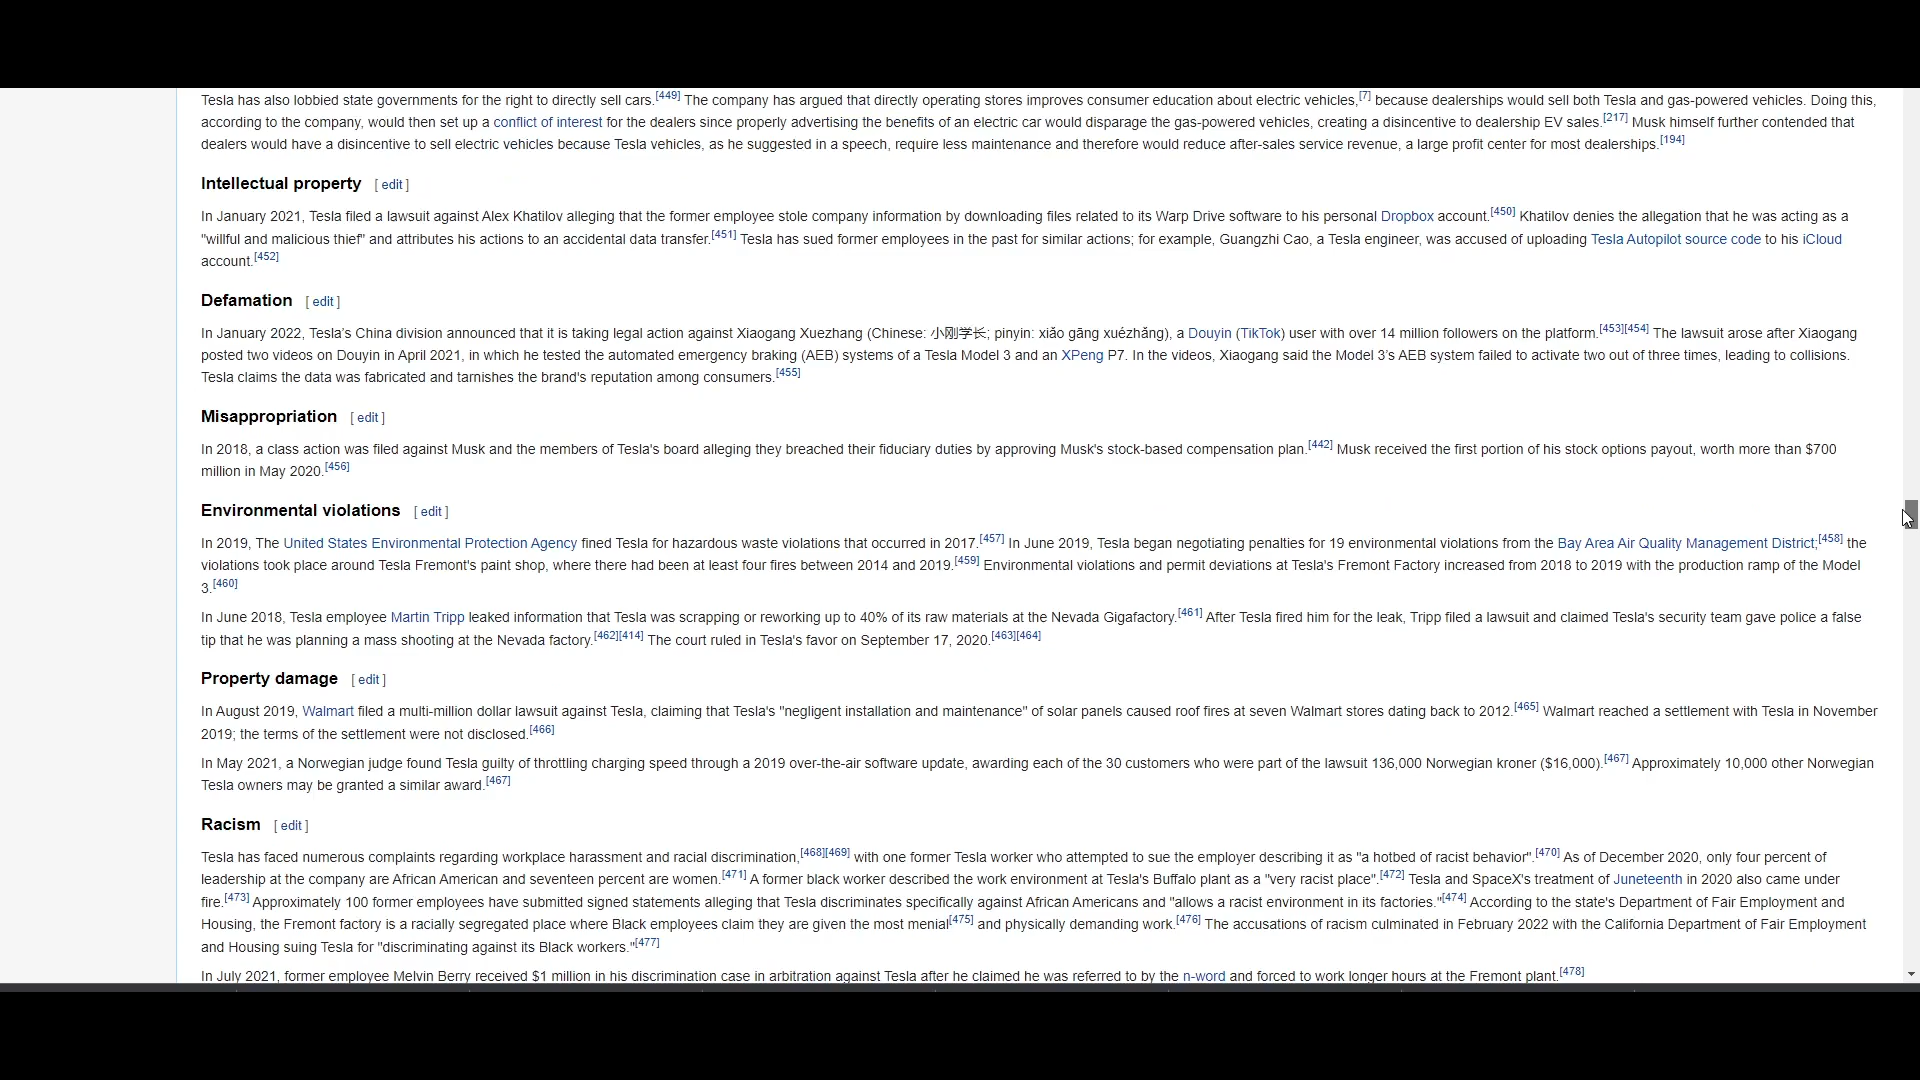 Tesla has also lobbied state governments for the right to directly sell cars.[449] The company has argued that directly operating stores improves consumer education about electric vehicles,[7] because dealerships would sell both Tesla and gas-powered vehicles. Doing this,
according to the company, would then set up a conflict of interest for the dealers since properly advertising the benefits of an electric car would disparage the gas-powered vehicles, creating a disincentive to dealership EV sales.[217] Musk himself further contended that
dealers would have a disincentive to sell electric vehicles because Tesla vehicles, as he suggested in a speech, require less maintenance and therefore would reduce after-sales service revenue, a large profit center for most dealerships.[194]
Intellectual property [ edit ]
In January 2021, Tesla filed a lawsuit against Alex Khatilov alleging that the former employee stole company information by downloading files related to its Warp Drive software to his personal Dropbox account.[450] Khatilov denies the allegation that he was acting as a
"willful and malicious thief" and attributes his actions to an accidental data transfer.[451] Tesla has sued former employees in the past for similar actions; for example, Guangzhi Cao, a Tesla engineer, was accused of uploading Tesla Autopilot source code to his iCloud
account.[452]
Defamation [ edit ]
In January 2022, Tesla's China division announced that it is taking legal action against Xiaogang Xuezhang (Chinese: 小刚学长; pinyin: xiǎo gāng xuézhǎng), a Douyin (TikTok) user with over 14 million followers on the platform.[453][454] The lawsuit arose after Xiaogang
posted two videos on Douyin in April 2021, in which he tested the automated emergency braking (AEB) systems of a Tesla Model 3 and an XPeng P7. In the videos, Xiaogang said the Model 3's AEB system failed to activate two out of three times, leading to collisions.
Tesla claims the data was fabricated and tarnishes the brand's reputation among consumers.[455]
Misappropriation [ edit ]
In 2018, a class action was filed against Musk and the members of Tesla's board alleging they breached their fiduciary duties by approving Musk's stock-based compensation plan.[442] Musk received the first portion of his stock options payout, worth more than $700
million in May 2020.[456]
Environmental violations [ edit ]
In 2019, The United States Environmental Protection Agency fined Tesla for hazardous waste violations that occurred in 2017.[457] In June 2019, Tesla began negotiating penalties for 19 environmental violations from the Bay Area Air Quality Management District;[458] the
violations took place around Tesla Fremont's paint shop, where there had been at least four fires between 2014 and 2019.[459] Environmental violations and permit deviations at Tesla's Fremont Factory increased from 2018 to 2019 with the production ramp of the Model
3.[460]
In June 2018, Tesla employee Martin Tripp leaked information that Tesla was scrapping or reworking up to 40% of its raw materials at the Nevada Gigafactory.[461] After Tesla fired him for the leak, Tripp filed a lawsuit and claimed Tesla's security team gave police a false
tip that he was planning a mass shooting at the Nevada factory.[462][414] The court ruled in Tesla's favor on September 17, 2020.[463][464]
Property damage [ edit ]
In August 2019, Walmart filed a multi-million dollar lawsuit against Tesla, claiming that Tesla's "negligent installation and maintenance" of solar panels caused roof fires at seven Walmart stores dating back to 2012.[465] Walmart reached a settlement with Tesla in November
2019; the terms of the settlement were not disclosed.[466]
In May 2021, a Norwegian judge found Tesla guilty of throttling charging speed through a 2019 over-the-air software update, awarding each of the 30 customers who were part of the lawsuit 136,000 Norwegian kroner ($16,000).[467] Approximately 10,000 other Norwegian
Tesla owners may be granted a similar award.[467]
Racism [ edit ]
Tesla has faced numerous complaints regarding workplace harassment and racial discrimination,[468][469] with one former Tesla worker who attempted to sue the employer describing it as "a hotbed of racist behavior".[470] As of December 2020, only four percent of
leadership at the company are African American and seventeen percent are women.[471] A former black worker described the work environment at Tesla's Buffalo plant as a "very racist place".[472] Tesla and SpaceX's treatment of Juneteenth in 2020 also came under
fire.[473] Approximately 100 former employees have submitted signed statements alleging that Tesla discriminates specifically against African Americans and "allows a racist environment in its factories."[474] According to the state's Department of Fair Employment and
Housing, the Fremont factory is a racially segregated place where Black employees claim they are given the most menial[475] and physically demanding work.[476] The accusations of racism culminated in February 2022 with the California Department of Fair Employment
and Housing suing Tesla for "discriminating against its Black workers."[477]
In July 2021, former employee Melvin Berry received $1 million in his discrimination case in arbitration against Tesla after he claimed he was referred to by the n-word and forced to work longer hours at the Fremont plant.[478]